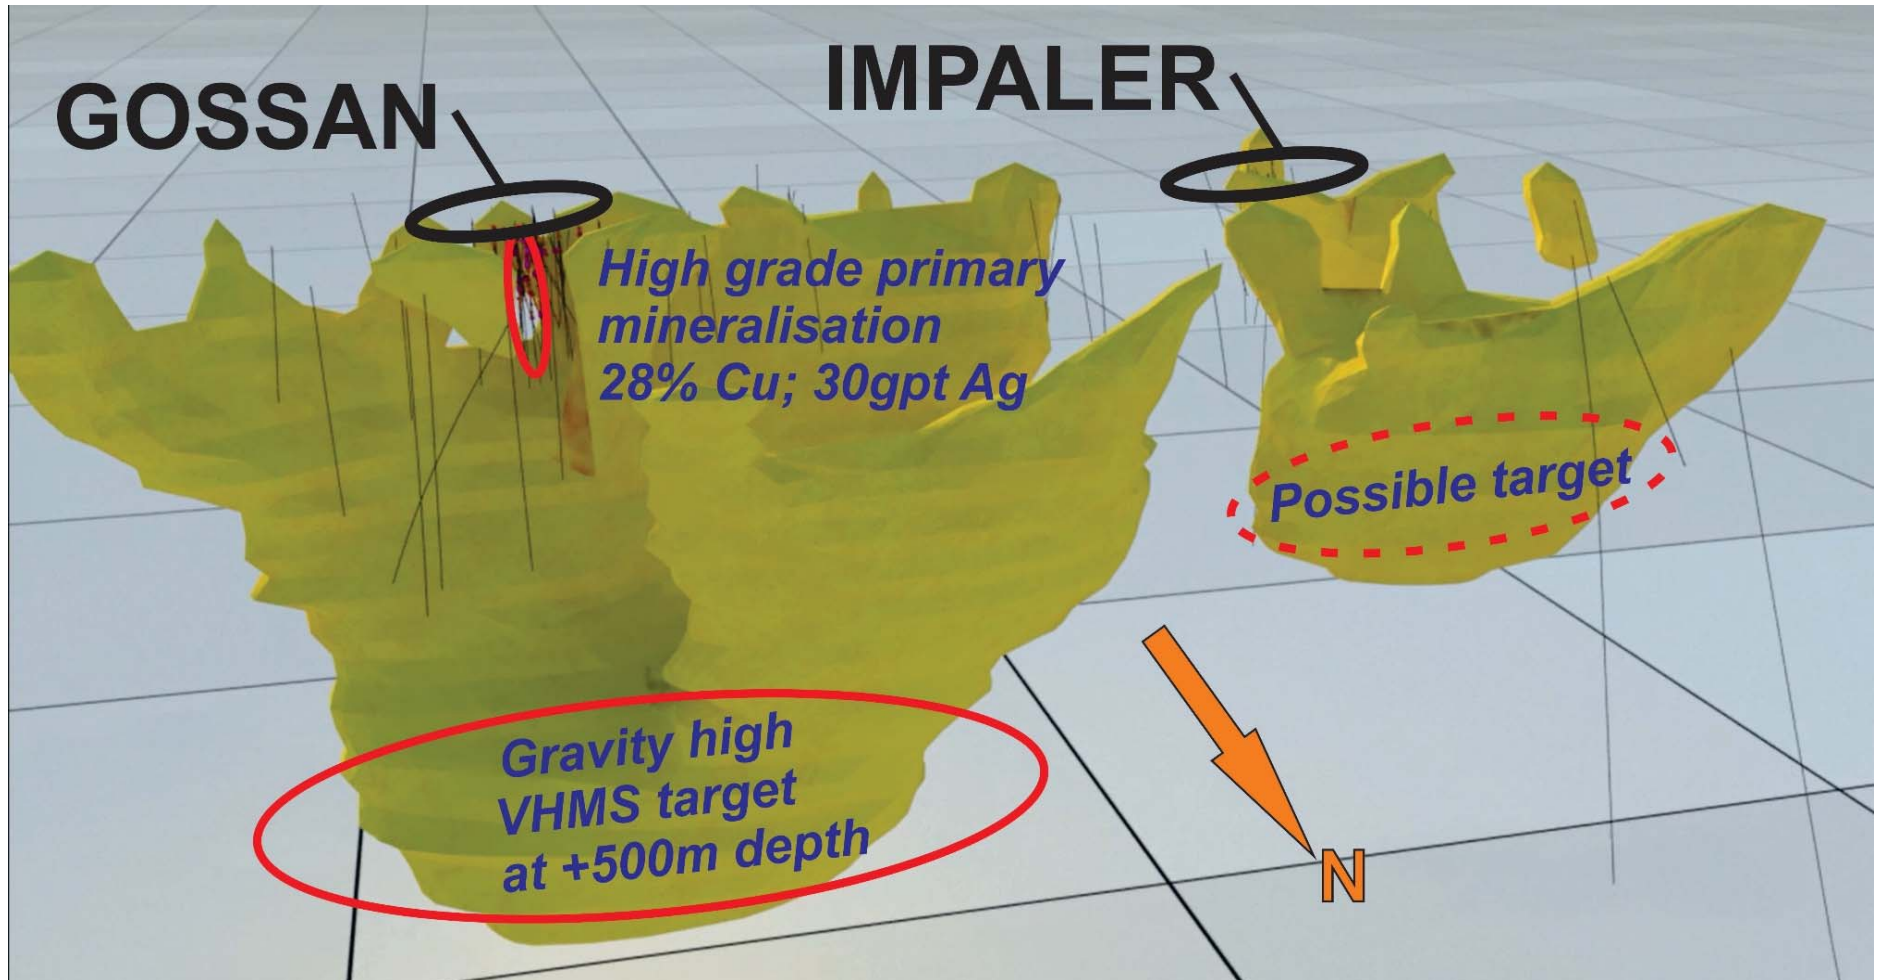 GOSSAN
IMPALER
High grade primary
mineralisation
28% Cu; 30gpt Ag
Possible target
Gravity high
VHMS target
at +500m depth
N